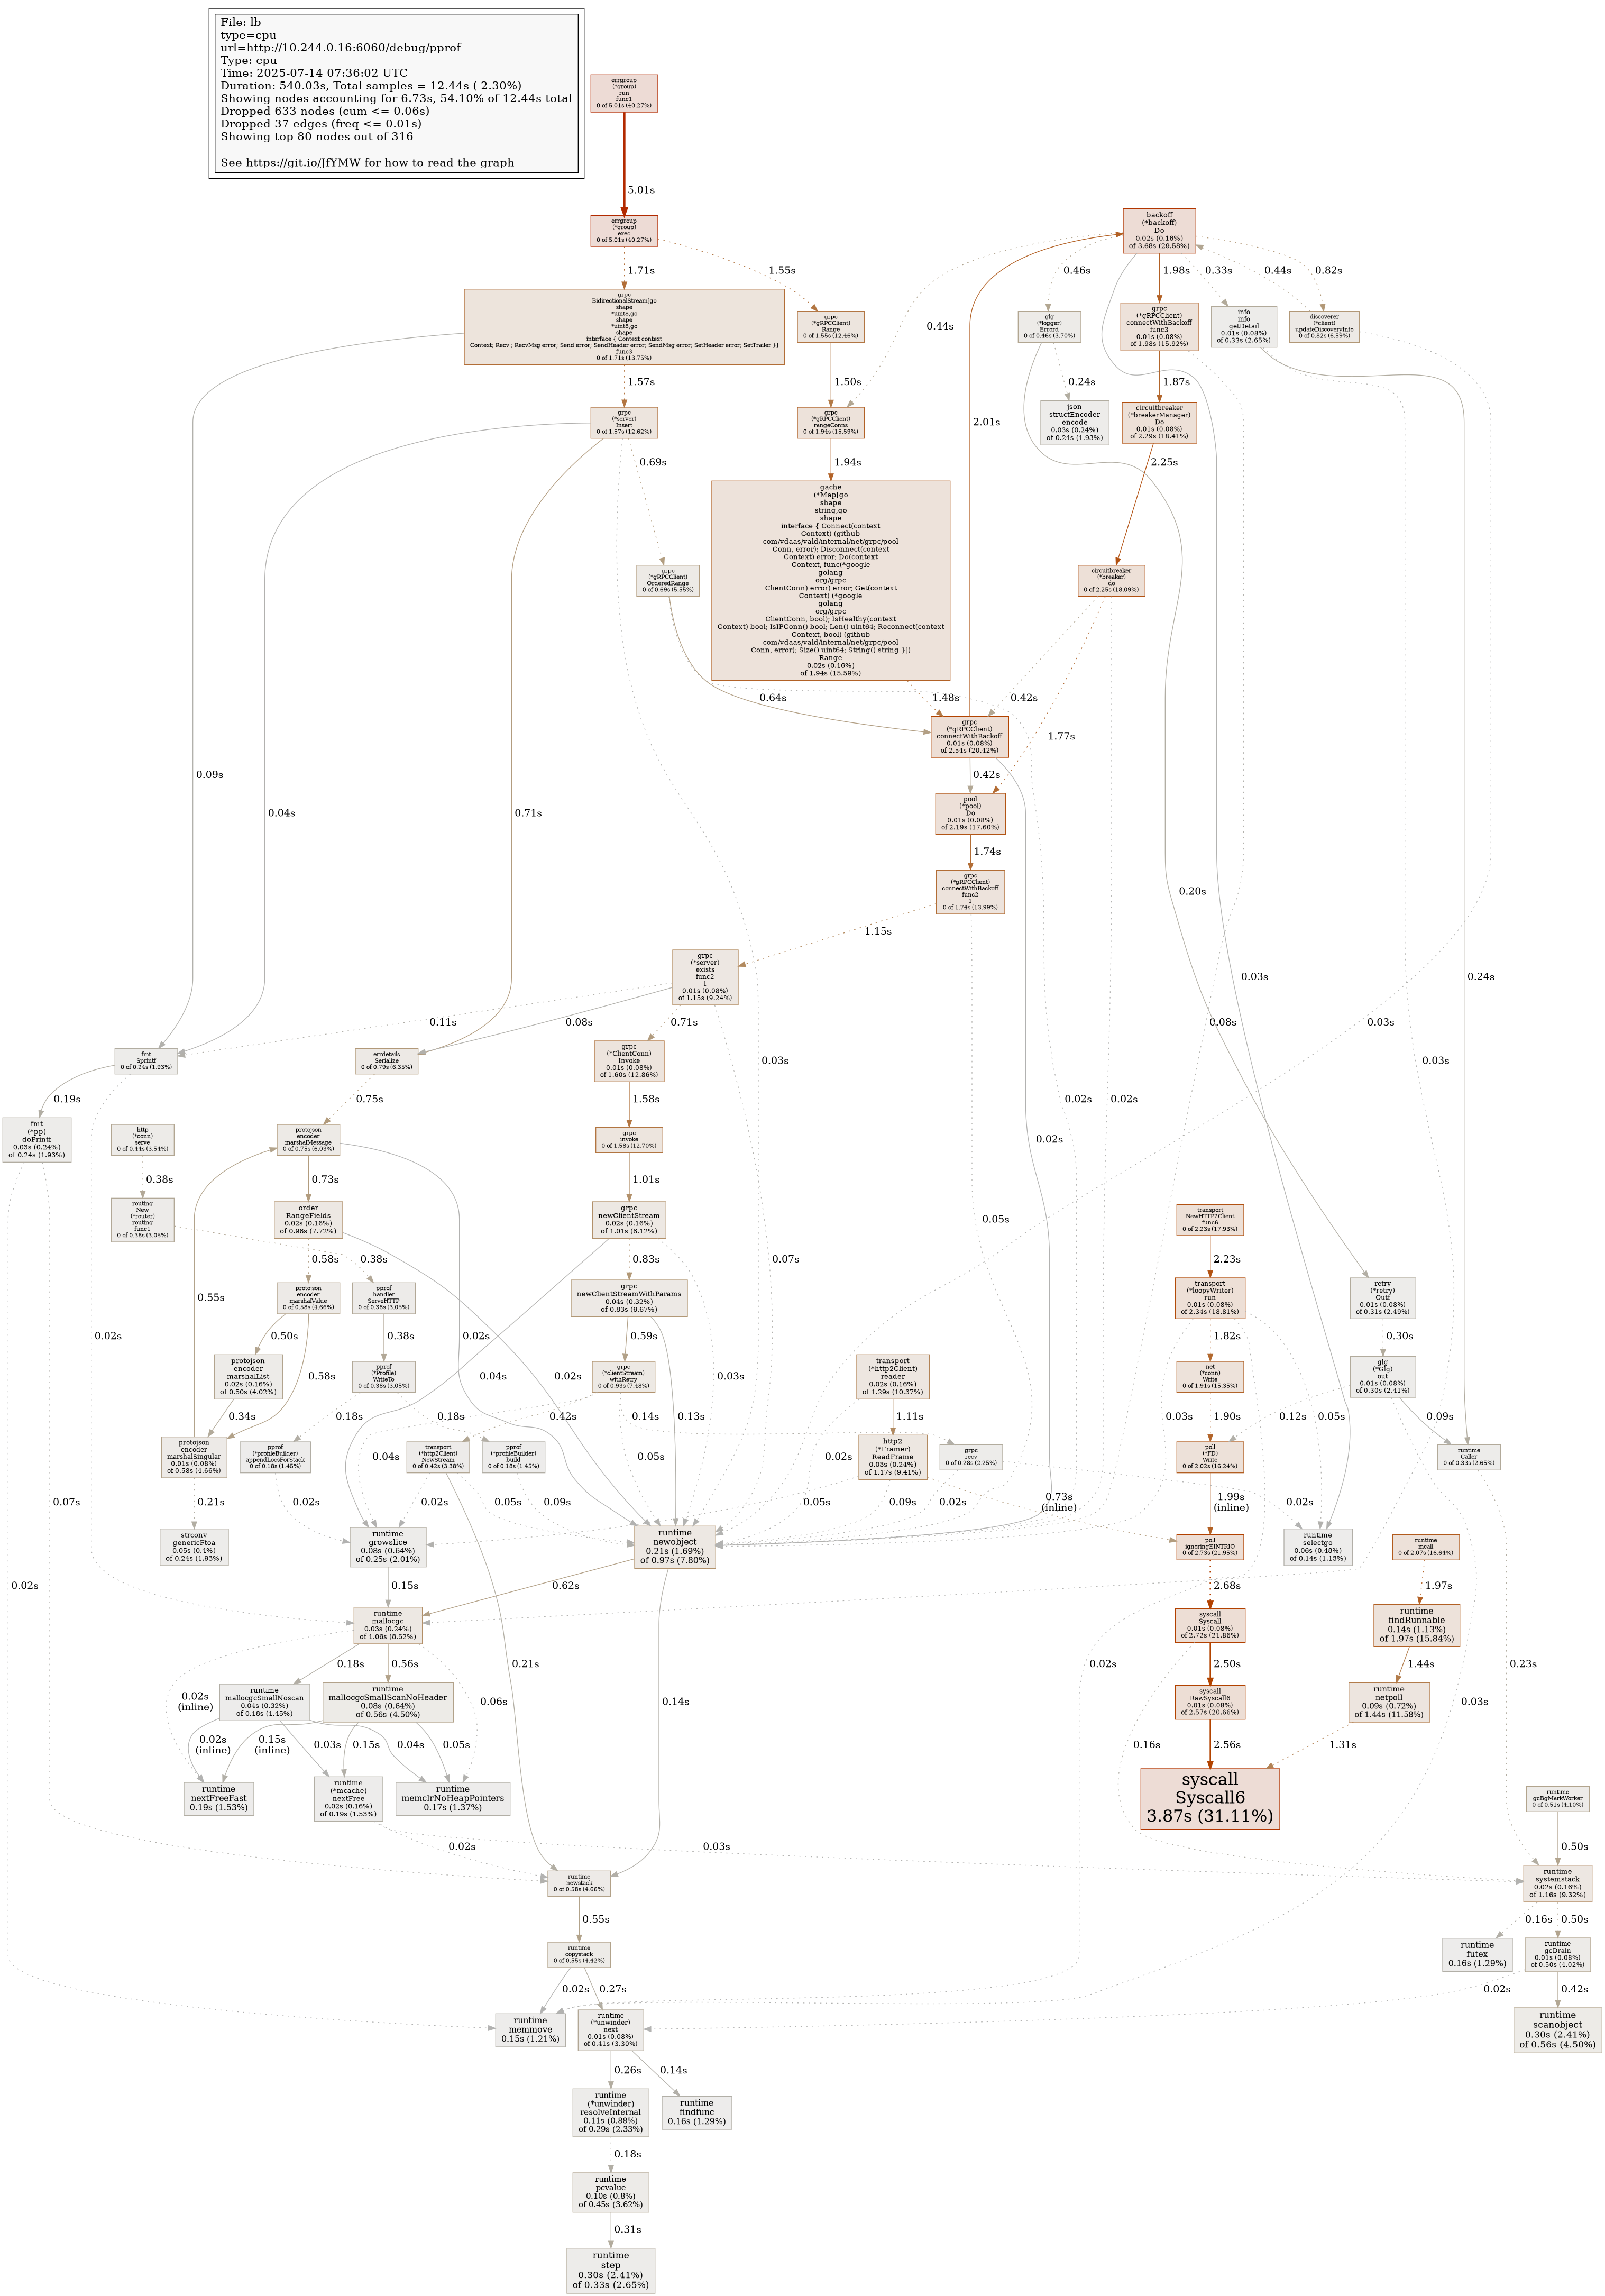 File: lb
type=cpu
url=http://10.244.0.16:6060/debug/pprof
Type: cpu
Time: 2025-07-14 07:36:02 UTC
Duration: 540.03s, Total samples = 12.44s ( 2.30%)
Showing nodes accounting for 6.73s, 54.10% of 12.44s total
Dropped 633 nodes (cum <= 0.06s)
Dropped 37 edges (freq <= 0.01s)
Showing top 80 nodes out of 316
See https://git.io/JfYMW for how to read the graph
errgroup
(*group)
run
func1
0 of 5.01s (40.27%)
5.01s
errgroup
(*group)
exec
0 of 5.01s (40.27%)
backoff
(*backoff)
Do
0.02s (0.16%)
of 3.68s (29.58%)
1.71s
1.55s
0.46s
1.98s
0.33s
0.44s
0.82s
grpc
BidirectionalStream[go
shape
*uint8,go
shape
*uint8,go
shape
interface { Context context
Context; Recv ; RecvMsg error; Send error; SendHeader error; SendMsg error; SetHeader error; SetTrailer }]
func3
0 of 1.71s (13.75%)
grpc
(*gRPCClient)
Range
0 of 1.55s (12.46%)
0.44s
glg
(*logger)
Errord
0 of 0.46s (3.70%)
grpc
(*gRPCClient)
connectWithBackoff
func3
0.01s (0.08%)
of 1.98s (15.92%)
info
info
getDetail
0.01s (0.08%)
of 0.33s (2.65%)
discoverer
(*client)
updateDiscoveryInfo
0 of 0.82s (6.59%)
1.57s
1.50s
0.24s
1.87s
grpc
(*server)
Insert
0 of 1.57s (12.62%)
grpc
(*gRPCClient)
rangeConns
0 of 1.94s (15.59%)
2.01s
json
structEncoder
encode
0.03s (0.24%)
of 0.24s (1.93%)
circuitbreaker
(*breakerManager)
Do
0.01s (0.08%)
of 2.29s (18.41%)
0.69s
1.94s
2.25s
gache
(*Map[go
shape
string,go
shape
interface { Connect(context
Context) (github
com/vdaas/vald/internal/net/grpc/pool
Conn, error); Disconnect(context
Context) error; Do(context
Context, func(*google
golang
org/grpc
ClientConn) error) error; Get(context
Context) (*google
golang
org/grpc
ClientConn, bool); IsHealthy(context
Context) bool; IsIPConn() bool; Len() uint64; Reconnect(context
Context, bool) (github
com/vdaas/vald/internal/net/grpc/pool
Conn, error); Size() uint64; String() string }])
Range
0.02s (0.16%)
of 1.94s (15.59%)
grpc
(*gRPCClient)
OrderedRange
0 of 0.69s (5.55%)
circuitbreaker
(*breaker)
do
0 of 2.25s (18.09%)
0.64s
1.48s
0.42s
grpc
(*gRPCClient)
connectWithBackoff
0.01s (0.08%)
of 2.54s (20.42%)
1.77s
0.09s
0.42s
pool
(*pool)
Do
0.01s (0.08%)
of 2.19s (17.60%)
0.04s
0.71s
1.74s
grpc
(*gRPCClient)
connectWithBackoff
func2
1
0 of 1.74s (13.99%)
0.20s
1.15s
grpc
(*server)
exists
func2
1
0.01s (0.08%)
of 1.15s (9.24%)
0.03s
0.24s
0.11s
0.08s
0.71s
0.08s
0.03s
fmt
Sprintf
0 of 0.24s (1.93%)
errdetails
Serialize
0 of 0.79s (6.35%)
grpc
(*ClientConn)
Invoke
0.01s (0.08%)
of 1.60s (12.86%)
0.03s
0.03s
0.19s
0.75s
1.58s
0.02s
0.02s
fmt
(*pp)
doPrintf
0.03s (0.24%)
of 0.24s (1.93%)
http
(*conn)
serve
0 of 0.44s (3.54%)
protojson
encoder
marshalMessage
0 of 0.75s (6.03%)
grpc
invoke
0 of 1.58s (12.70%)
0.02s
0.38s
0.73s
1.01s
routing
New
(*router)
routing
func1
0 of 0.38s (3.05%)
order
RangeFields
0.02s (0.16%)
of 0.96s (7.72%)
grpc
newClientStream
0.02s (0.16%)
of 1.01s (8.12%)
0.05s
transport
NewHTTP2Client
func6
0 of 2.23s (17.93%)
0.58s
0.38s
0.83s
0.07s
2.23s
0.55s
protojson
encoder
marshalValue
0 of 0.58s (4.66%)
pprof
handler
ServeHTTP
0 of 0.38s (3.05%)
grpc
newClientStreamWithParams
0.04s (0.32%)
of 0.83s (6.67%)
transport
(*loopyWriter)
run
0.01s (0.08%)
of 2.34s (18.81%)
retry
(*retry)
Outf
0.01s (0.08%)
of 0.31s (2.49%)
0.02s
0.50s
0.38s
0.02s
0.59s
1.82s
0.30s
protojson
encoder
marshalList
0.02s (0.16%)
of 0.50s (4.02%)
0.58s
pprof
(*Profile)
WriteTo
0 of 0.38s (3.05%)
0.04s
0.02s
grpc
(*clientStream)
withRetry
0 of 0.93s (7.48%)
0.03s
transport
(*http2Client)
reader
0.02s (0.16%)
of 1.29s (10.37%)
net
(*conn)
Write
0 of 1.91s (15.35%)
glg
(*Glg)
out
0.01s (0.08%)
of 0.30s (2.41%)
0.34s
0.18s
0.18s
0.42s
0.14s
0.13s
1.11s
0.03s
1.90s
0.12s
0.05s
0.09s
protojson
encoder
marshalSingular
0.01s (0.08%)
of 0.58s (4.66%)
pprof
(*profileBuilder)
appendLocsForStack
0 of 0.18s (1.45%)
0.04s
transport
(*http2Client)
NewStream
0 of 0.42s (3.38%)
pprof
(*profileBuilder)
build
0 of 0.18s (1.45%)
0.05s
0.02s
http2
(*Framer)
ReadFrame
0.03s (0.24%)
of 1.17s (9.41%)
grpc
recv
0 of 0.28s (2.25%)
poll
(*FD)
Write
0 of 2.02s (16.24%)
runtime
Caller
0 of 0.33s (2.65%)
0.07s
0.21s
0.02s
0.02s
0.05s
0.09s
0.05s
0.09s
0.02s
0.73s
(inline)
1.99s
(inline)
0.02s
strconv
genericFtoa
0.05s (0.4%)
of 0.24s (1.93%)
runtime
growslice
0.08s (0.64%)
of 0.25s (2.01%)
runtime
newobject
0.21s (1.69%)
of 0.97s (7.80%)
poll
ignoringEINTRIO
0 of 2.73s (21.95%)
runtime
selectgo
0.06s (0.48%)
of 0.14s (1.13%)
runtime
mcall
0 of 2.07s (16.64%)
0.02s
0.15s
0.62s
2.68s
1.97s
runtime
mallocgc
0.03s (0.24%)
of 1.06s (8.52%)
syscall
Syscall
0.01s (0.08%)
of 2.72s (21.86%)
runtime
findRunnable
0.14s (1.13%)
of 1.97s (15.84%)
0.18s
0.56s
0.21s
0.02s
2.50s
1.44s
0.23s
0.02s
(inline)
runtime
mallocgcSmallNoscan
0.04s (0.32%)
of 0.18s (1.45%)
runtime
mallocgcSmallScanNoHeader
0.08s (0.64%)
of 0.56s (4.50%)
0.06s
0.14s
syscall
RawSyscall6
0.01s (0.08%)
of 2.57s (20.66%)
runtime
netpoll
0.09s (0.72%)
of 1.44s (11.58%)
0.03s
0.02s
(inline)
0.15s
(inline)
0.03s
0.15s
0.04s
0.05s
0.16s
2.56s
1.31s
runtime
nextFreeFast
0.19s (1.53%)
runtime
(*mcache)
nextFree
0.02s (0.16%)
of 0.19s (1.53%)
runtime
memclrNoHeapPointers
0.17s (1.37%)
syscall
Syscall6
3.87s (31.11%)
runtime
gcBgMarkWorker
0 of 0.51s (4.10%)
0.02s
0.03s
0.50s
runtime
newstack
0 of 0.58s (4.66%)
runtime
systemstack
0.02s (0.16%)
of 1.16s (9.32%)
0.55s
0.16s
0.50s
runtime
copystack
0 of 0.55s (4.42%)
runtime
futex
0.16s (1.29%)
runtime
gcDrain
0.01s (0.08%)
of 0.50s (4.02%)
0.02s
0.27s
0.02s
0.42s
runtime
memmove
0.15s (1.21%)
runtime
(*unwinder)
next
0.01s (0.08%)
of 0.41s (3.30%)
runtime
scanobject
0.30s (2.41%)
of 0.56s (4.50%)
0.26s
0.14s
runtime
(*unwinder)
resolveInternal
0.11s (0.88%)
of 0.29s (2.33%)
runtime
findfunc
0.16s (1.29%)
0.18s
runtime
pcvalue
0.10s (0.8%)
of 0.45s (3.62%)
0.31s
runtime
step
0.30s (2.41%)
of 0.33s (2.65%)